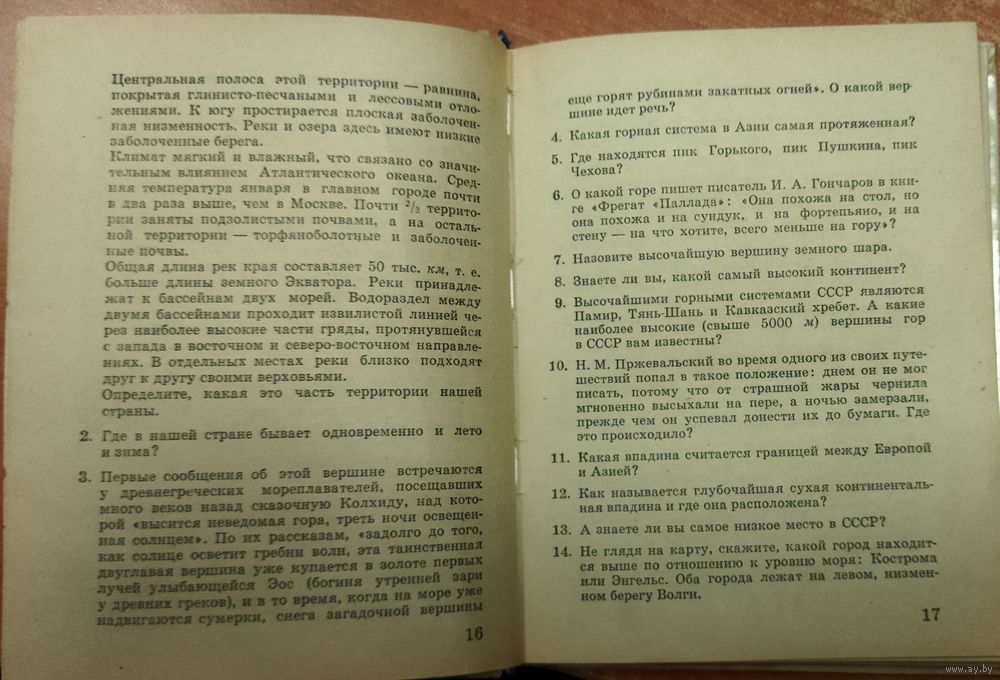 Центральная полоса этой территории — равнина,
покрытая глинисто-песчаными и лессовыми отло-
жениями. К югу простирается плоская заболочен-
ная низменность. Реки и озера здесь имеют низкие
заболоченные берега.
Климат мягкий и влажный, что связано со значи-
тельным влиянием Атлантического океана. Сред-
няя температура января в главном городе почти
в два раза выше, чем в Москве. Почти 2/3 террито-
рии заняты подзолистыми почвами, а на осталь-
ной территории — торфяноболотные и заболочен-
ные почвы.
Общая длина рек края составляет 50 тыс. км, т. е.
больше длины земного Экватора. Реки принадле-
жат к бассейнам двух морей. Водораздел между
двумя бассейнами проходит извилистой линией че-
рез наиболее высокие части гряды, протянувшейся
с запада в восточном и северо-восточном направле-
ниях. В отдельных местах реки близко подходят
друг к другу своими верховьями.
Определите, какая это часть территории нашей
страны.
2. Где в нашей стране бывает одновременно и лето
и зима?
3. Первые сообщения об этой вершине встречаются
у древнегреческих мореплавателей, посещавших
много веков назад сказочную Колхиду, над кото-
рой «высится неведомая гора, треть ночи освещен-
ная солнцем». По их рассказам, «задолго до того,
как солнце осветит гребни волн, эта таинственная
двуглавая вершина уже купается в золоте первых
лучей улыбающейся Эос (богиня утренней зари
у древних греков), и в то время, когда на море уже
надвигаются сумерки, снега загадочной вершины
16
еще горят рубинами закатных огней». О какой вер-
шине идет речь?
4. Какая горная система в Азии самая протяженная?
5. Где находятся пик Горького, пик Пушкина, пик
Чехова?
6. О какой горе пишет писатель И. А. Гончаров в кни-
ге «Фрегат «Паллада»: «Она похожа на стол, но
она похожа и на сундук, и на фортепьяно, и на
стену — на что хотите, всего меньше на гору»?
7. Назовите высочайшую вершину земного шара.
8. Знаете ли вы, какой самый высокий континент?
9. Высочайшими горными системами СССР являются
Памир, Тянь-Шань и Кавказский хребет. А какие
наиболее высокие (свыше 5000 м) вершины гор
в СССР вам известны?
10. Н. М. Пржевальский во время одного из своих путе-
шествий попал в такое положение: днем он не мог
писать, потому что от страшной жары чернила
мгновенно высыхали на пере, а ночью замерзали,
прежде чем он успевал донести их до бумаги. Где
это происходило?
11. Какая впадина считается границей между Европой
и Азией?
12. Как называется глубочайшая сухая континенталь-
ная впадина и где она расположена?
13. А знаете ли вы самое низкое место в СССР?
14. Не глядя на карту, скажите, какой город находит-
ся выше по отношению к уровню моря: Кострома
или Энгельс. Оба города лежат на левом, низмен-
ном берегу Волги.
17
www.ay.by